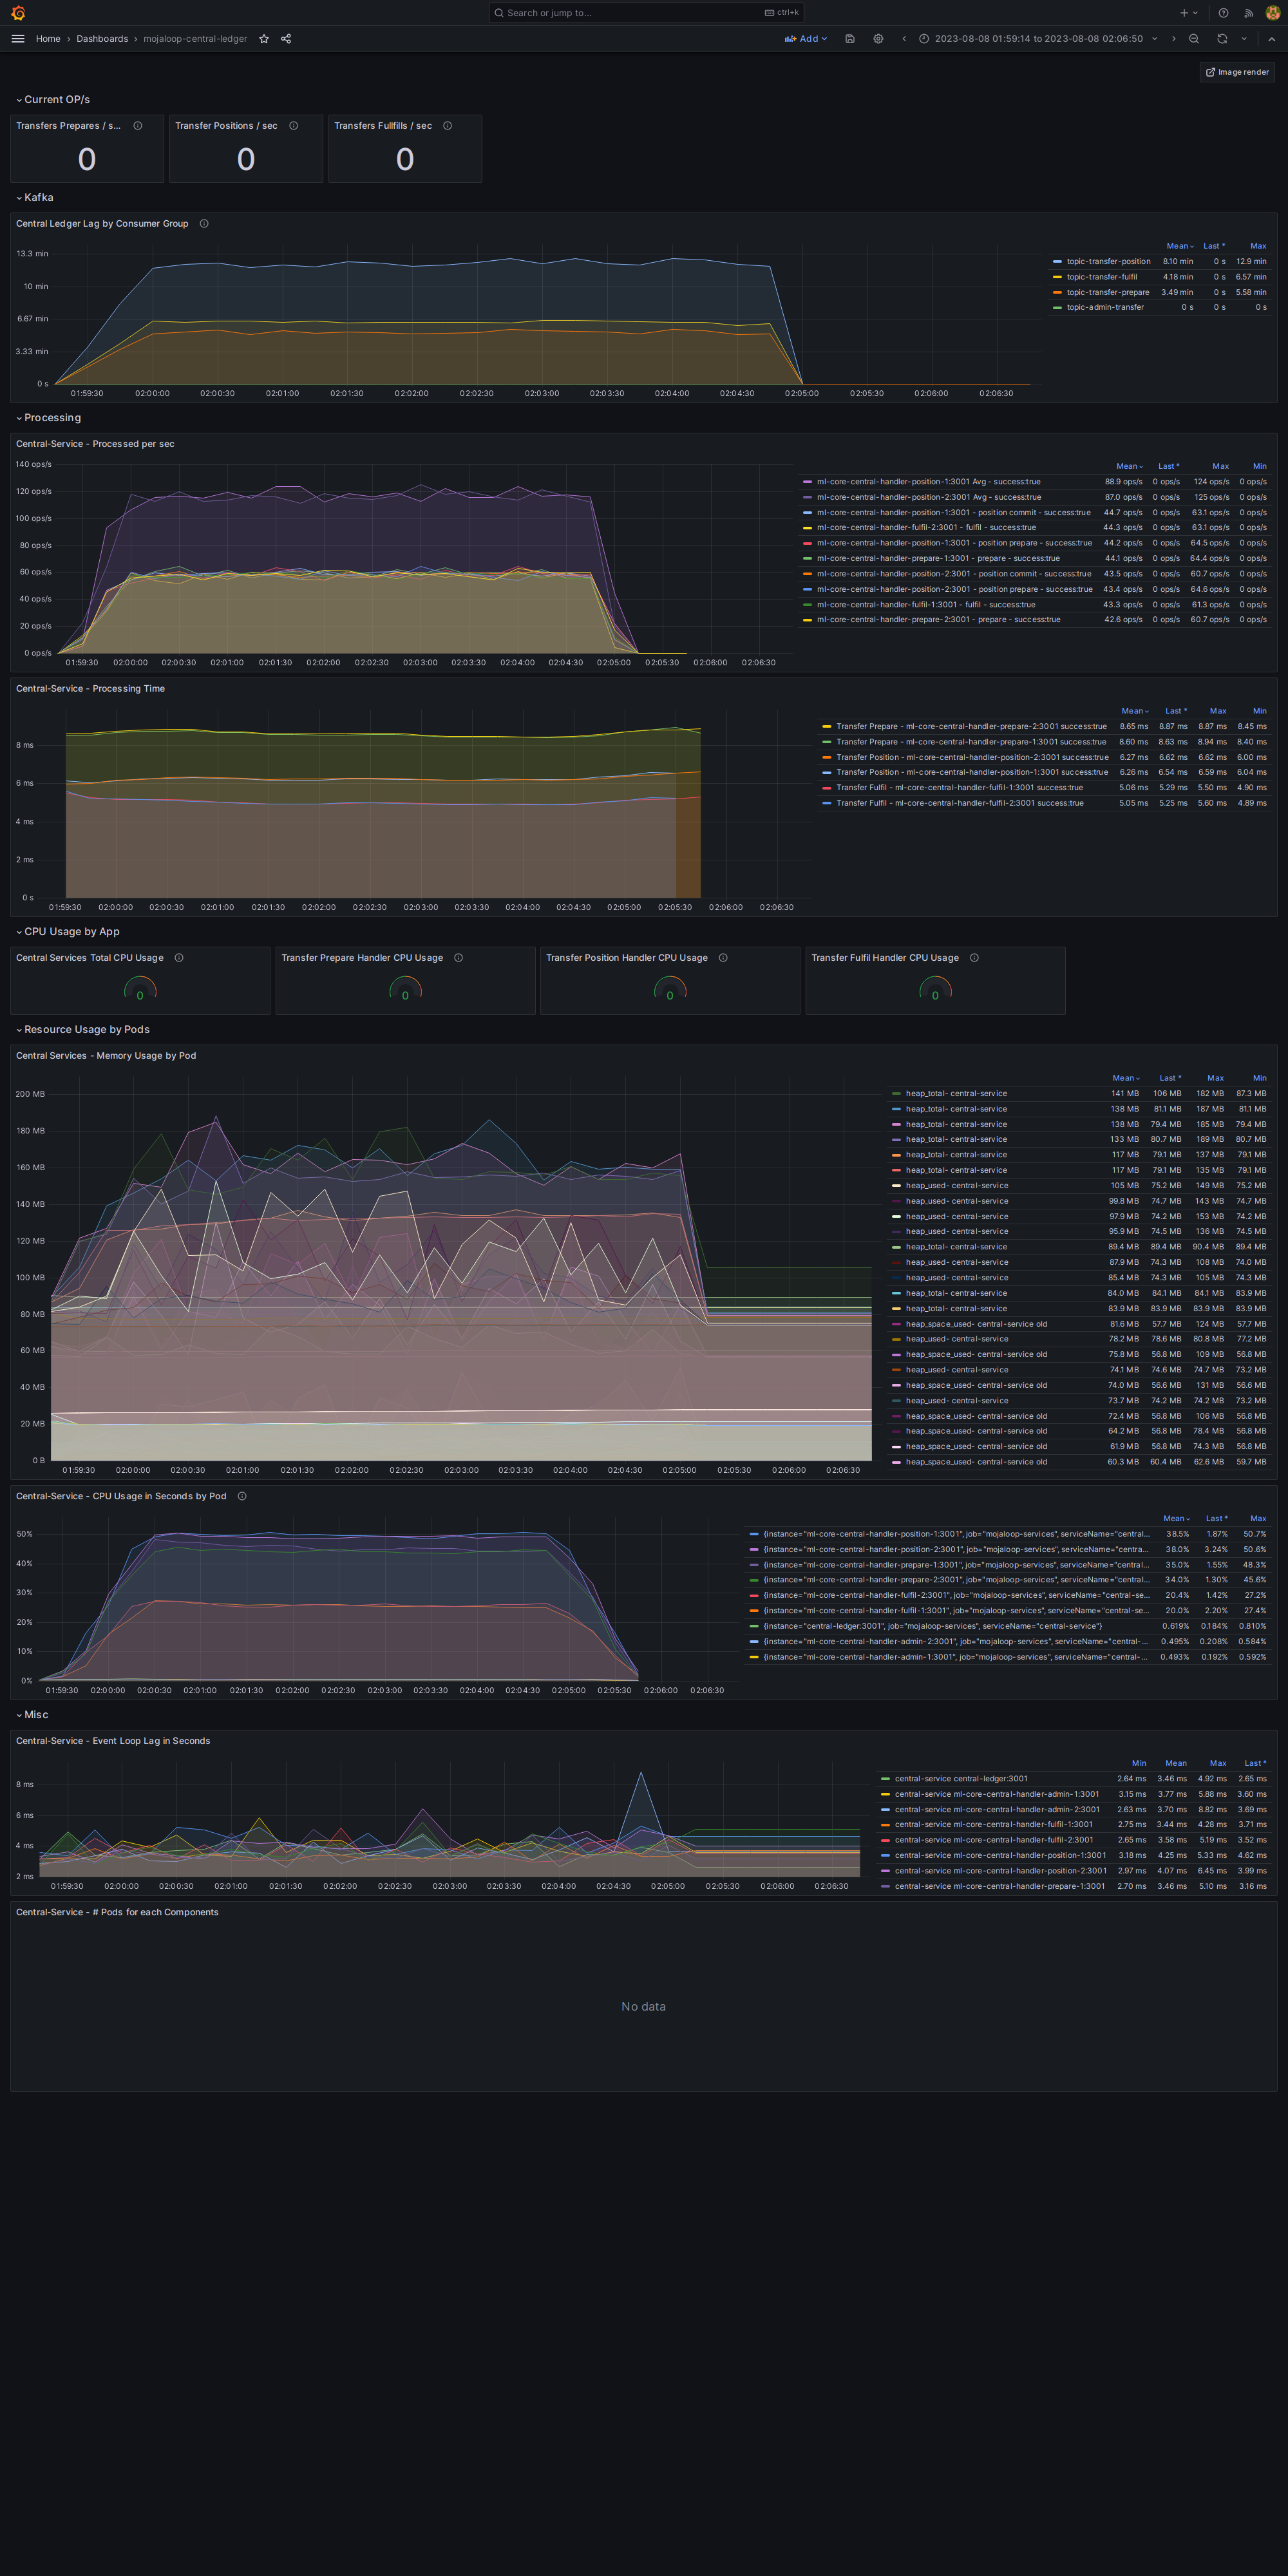 Search or jump to... ctrl+k
Home › Dashboards › mojaloop-central-ledger Add 2023-08-08 01:59:14 to 2023-08-08 02:06:50
Image render
Current OP/s
Transfers Prepares / s... Transfer Positions / sec Transfers Fullfills / sec
0 0 0
Kafka
Central Ledger Lag by Consumer Group
13.3 min
10 min
6.67 min
3.33 min
0 s
01:59:30 02:00:00 02:00:30 02:01:00 02:01:30 02:02:00 02:02:30 02:03:00 02:03:30 02:04:00 02:04:30 02:05:00 02:05:30 02:06:00 02:06:30
Mean Last * Max
topic-transfer-position 8.10 min 0 s 12.9 min
topic-transfer-fulfil 4.18 min 0 s 6.57 min
topic-transfer-prepare 3.49 min 0 s 5.58 min
topic-admin-transfer 0 s 0 s 0 s
Processing
Central-Service - Processed per sec
140 ops/s
120 ops/s
100 ops/s
80 ops/s
60 ops/s
40 ops/s
20 ops/s
0 ops/s
01:59:30 02:00:00 02:00:30 02:01:00 02:01:30 02:02:00 02:02:30 02:03:00 02:03:30 02:04:00 02:04:30 02:05:00 02:05:30 02:06:00 02:06:30
Mean Last * Max Min
ml-core-central-handler-position-1:3001 Avg - success:true 88.9 ops/s 0 ops/s 124 ops/s 0 ops/s
ml-core-central-handler-position-2:3001 Avg - success:true 87.0 ops/s 0 ops/s 125 ops/s 0 ops/s
ml-core-central-handler-position-1:3001 - position commit - success:true 44.7 ops/s 0 ops/s 63.1 ops/s 0 ops/s
ml-core-central-handler-fulfil-2:3001 - fulfil - success:true 44.3 ops/s 0 ops/s 63.1 ops/s 0 ops/s
ml-core-central-handler-position-1:3001 - position prepare - success:true 44.2 ops/s 0 ops/s 64.5 ops/s 0 ops/s
ml-core-central-handler-prepare-1:3001 - prepare - success:true 44.1 ops/s 0 ops/s 64.4 ops/s 0 ops/s
ml-core-central-handler-position-2:3001 - position commit - success:true 43.5 ops/s 0 ops/s 60.7 ops/s 0 ops/s
ml-core-central-handler-position-2:3001 - position prepare - success:true 43.4 ops/s 0 ops/s 64.6 ops/s 0 ops/s
ml-core-central-handler-fulfil-1:3001 - fulfil - success:true 43.3 ops/s 0 ops/s 61.3 ops/s 0 ops/s
ml-core-central-handler-prepare-2:3001 - prepare - success:true 42.6 ops/s 0 ops/s 60.7 ops/s 0 ops/s
Central-Service - Processing Time
8 ms
6 ms
4 ms
2 ms
0 s
01:59:30 02:00:00 02:00:30 02:01:00 02:01:30 02:02:00 02:02:30 02:03:00 02:03:30 02:04:00 02:04:30 02:05:00 02:05:30 02:06:00 02:06:30
Mean Last * Max Min
Transfer Prepare - ml-core-central-handler-prepare-2:3001 success:true 8.65 ms 8.87 ms 8.87 ms 8.45 ms
Transfer Prepare - ml-core-central-handler-prepare-1:3001 success:true 8.60 ms 8.63 ms 8.94 ms 8.40 ms
Transfer Position - ml-core-central-handler-position-2:3001 success:true 6.27 ms 6.62 ms 6.62 ms 6.00 ms
Transfer Position - ml-core-central-handler-position-1:3001 success:true 6.26 ms 6.54 ms 6.59 ms 6.04 ms
Transfer Fulfil - ml-core-central-handler-fulfil-1:3001 success:true 5.06 ms 5.29 ms 5.50 ms 4.90 ms
Transfer Fulfil - ml-core-central-handler-fulfil-2:3001 success:true 5.05 ms 5.25 ms 5.60 ms 4.89 ms
CPU Usage by App
Central Services Total CPU Usage Transfer Prepare Handler CPU Usage Transfer Position Handler CPU Usage Transfer Fulfil Handler CPU Usage
0 0 0 0
Resource Usage by Pods
Central Services - Memory Usage by Pod
200 MB
180 MB
160 MB
140 MB
120 MB
100 MB
80 MB
60 MB
40 MB
20 MB
0 B
01:59:30 02:00:00 02:00:30 02:01:00 02:01:30 02:02:00 02:02:30 02:03:00 02:03:30 02:04:00 02:04:30 02:05:00 02:05:30 02:06:00 02:06:30
Mean Last * Max Min
heap_total- central-service 141 MB 106 MB 182 MB 87.3 MB
heap_total- central-service 138 MB 81.1 MB 187 MB 81.1 MB
heap_total- central-service 138 MB 79.4 MB 185 MB 79.4 MB
heap_total- central-service 133 MB 80.7 MB 189 MB 80.7 MB
heap_total- central-service 117 MB 79.1 MB 137 MB 79.1 MB
heap_total- central-service 117 MB 79.1 MB 135 MB 79.1 MB
heap_used- central-service 105 MB 75.2 MB 149 MB 75.2 MB
heap_used- central-service 99.8 MB 74.7 MB 143 MB 74.7 MB
heap_used- central-service 97.9 MB 74.2 MB 153 MB 74.2 MB
heap_used- central-service 95.9 MB 74.5 MB 136 MB 74.5 MB
heap_total- central-service 89.4 MB 89.4 MB 90.4 MB 89.4 MB
heap_used- central-service 87.9 MB 74.3 MB 108 MB 74.0 MB
heap_used- central-service 85.4 MB 74.3 MB 105 MB 74.3 MB
heap_total- central-service 84.0 MB 84.1 MB 84.1 MB 83.9 MB
heap_total- central-service 83.9 MB 83.9 MB 83.9 MB 83.9 MB
heap_space_used- central-service old 81.6 MB 57.7 MB 124 MB 57.7 MB
heap_used- central-service 78.2 MB 78.6 MB 80.8 MB 77.2 MB
heap_space_used- central-service old 75.8 MB 56.8 MB 109 MB 56.8 MB
heap_used- central-service 74.1 MB 74.6 MB 74.7 MB 73.2 MB
heap_space_used- central-service old 74.0 MB 56.6 MB 131 MB 56.6 MB
heap_used- central-service 73.7 MB 74.2 MB 74.2 MB 73.2 MB
heap_space_used- central-service old 72.4 MB 56.8 MB 106 MB 56.8 MB
heap_space_used- central-service old 64.2 MB 56.8 MB 78.4 MB 56.8 MB
heap_space_used- central-service old 61.9 MB 56.8 MB 74.3 MB 56.8 MB
heap_space_used- central-service old 60.3 MB 60.4 MB 62.6 MB 59.7 MB
Central-Service - CPU Usage in Seconds by Pod
50%
40%
30%
20%
10%
0%
01:59:30 02:00:00 02:00:30 02:01:00 02:01:30 02:02:00 02:02:30 02:03:00 02:03:30 02:04:00 02:04:30 02:05:00 02:05:30 02:06:00 02:06:30
Mean Last * Max
{instance="ml-core-central-handler-position-1:3001", job="mojaloop-services", serviceName="central... 38.5% 1.87% 50.7%
{instance="ml-core-central-handler-position-2:3001", job="mojaloop-services", serviceName="centra... 38.0% 3.24% 50.6%
{instance="ml-core-central-handler-prepare-1:3001", job="mojaloop-services", serviceName="central... 35.0% 1.55% 48.3%
{instance="ml-core-central-handler-prepare-2:3001", job="mojaloop-services", serviceName="central... 34.0% 1.30% 45.6%
{instance="ml-core-central-handler-fulfil-2:3001", job="mojaloop-services", serviceName="central-se... 20.4% 1.42% 27.2%
{instance="ml-core-central-handler-fulfil-1:3001", job="mojaloop-services", serviceName="central-se... 20.0% 2.20% 27.4%
{instance="central-ledger:3001", job="mojaloop-services", serviceName="central-service"} 0.619% 0.184% 0.810%
{instance="ml-core-central-handler-admin-2:3001", job="mojaloop-services", serviceName="central-... 0.495% 0.208% 0.584%
{instance="ml-core-central-handler-admin-1:3001", job="mojaloop-services", serviceName="central-... 0.493% 0.192% 0.592%
Misc
Central-Service - Event Loop Lag in Seconds
8 ms
6 ms
4 ms
2 ms
01:59:30 02:00:00 02:00:30 02:01:00 02:01:30 02:02:00 02:02:30 02:03:00 02:03:30 02:04:00 02:04:30 02:05:00 02:05:30 02:06:00 02:06:30
Min Mean Max Last *
central-service central-ledger:3001 2.64 ms 3.46 ms 4.92 ms 2.65 ms
central-service ml-core-central-handler-admin-1:3001 3.15 ms 3.77 ms 5.88 ms 3.60 ms
central-service ml-core-central-handler-admin-2:3001 2.63 ms 3.70 ms 8.82 ms 3.69 ms
central-service ml-core-central-handler-fulfil-1:3001 2.75 ms 3.44 ms 4.28 ms 3.71 ms
central-service ml-core-central-handler-fulfil-2:3001 2.65 ms 3.58 ms 5.19 ms 3.52 ms
central-service ml-core-central-handler-position-1:3001 3.18 ms 4.25 ms 5.33 ms 4.62 ms
central-service ml-core-central-handler-position-2:3001 2.97 ms 4.07 ms 6.45 ms 3.99 ms
central-service ml-core-central-handler-prepare-1:3001 2.70 ms 3.46 ms 5.10 ms 3.16 ms
Central-Service - # Pods for each Components
No data